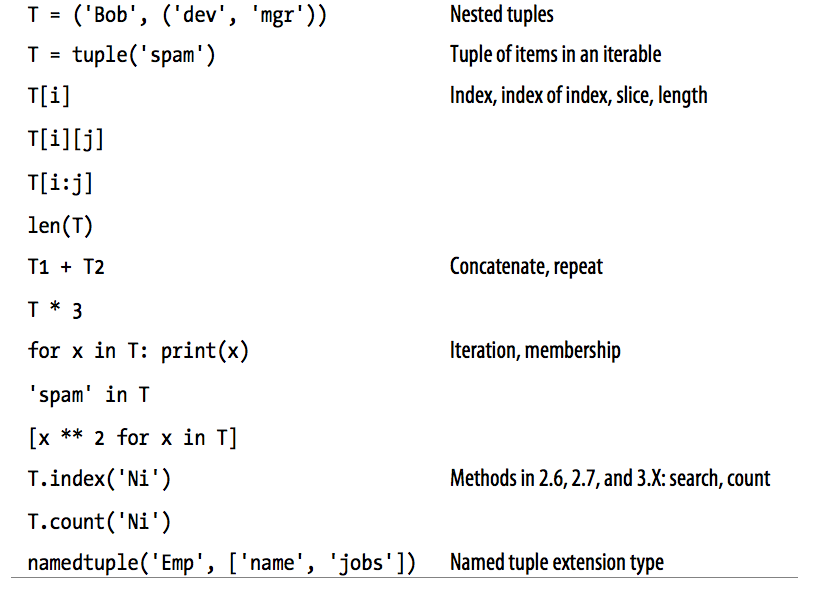 T = ('Bob', ('dev', 'mgr')) Nested tuples
T = tuple('spam') Tuple of items in an iterable
T[i] Index, index of index, slice, length
T[i][j]
T[i:j]
len(T)
T1 + T2 Concatenate, repeat
T * 3
for x in T: print(x) Iteration, membership
'spam' in T
[x ** 2 for x in T]
T.index('Ni') Methods in 2.6, 2.7, and 3.X: search, count
T.count('Ni')
namedtuple('Emp', ['name', 'jobs']) Named tuple extension type